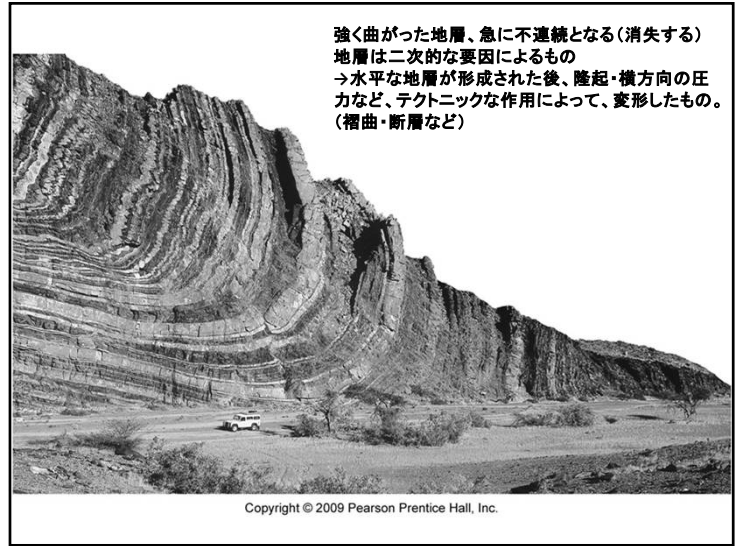 強く曲がった地層、急に不連続となる（消失する）
地層は二次的な要因によるもの
→水平な地層が形成された後、隆起・横方向の圧
力など、テクトニックな作用によって、変形したもの。
（褶曲・断層など）
Copyright © 2009 Pearson Prentice Hall, Inc.